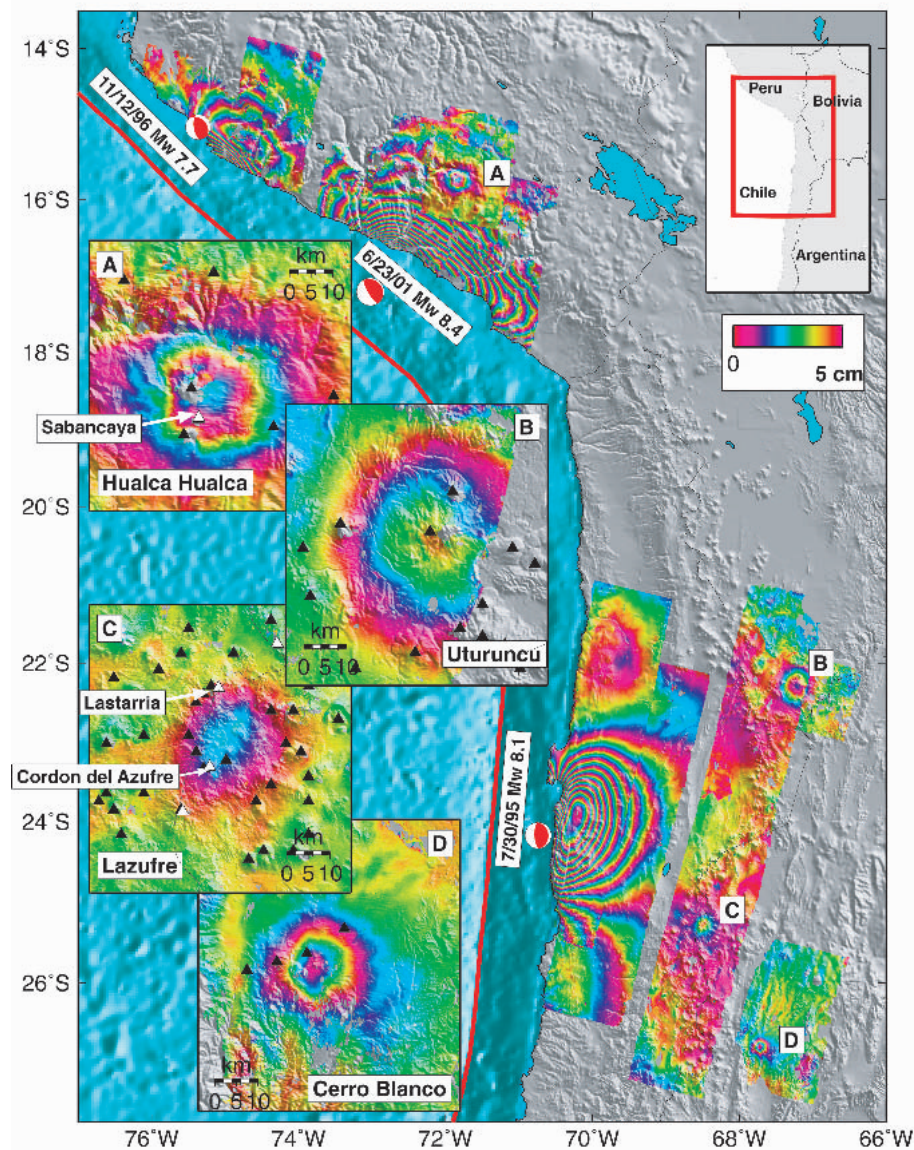 14°S
16°S
18°S
20°S
22°S
24°S
26°S
76°W
74°W
72°W
70°W
68°W
66°W
11/12/96 Mw 7.7
6/23/01 Mw 8.4
7/30/95 Mw 8.1
A
B
C
D
Peru
Bolivia
Chile
Argentina
0
5 cm
A
km
0 5 10
Sabancaya
Hualca Hualca
B
km
0 5 10
Uturuncu
C
Lastarria
Cordon del Azufre
Lazufre
km
0 5 10
D
km
0 5 10
Cerro Blanco